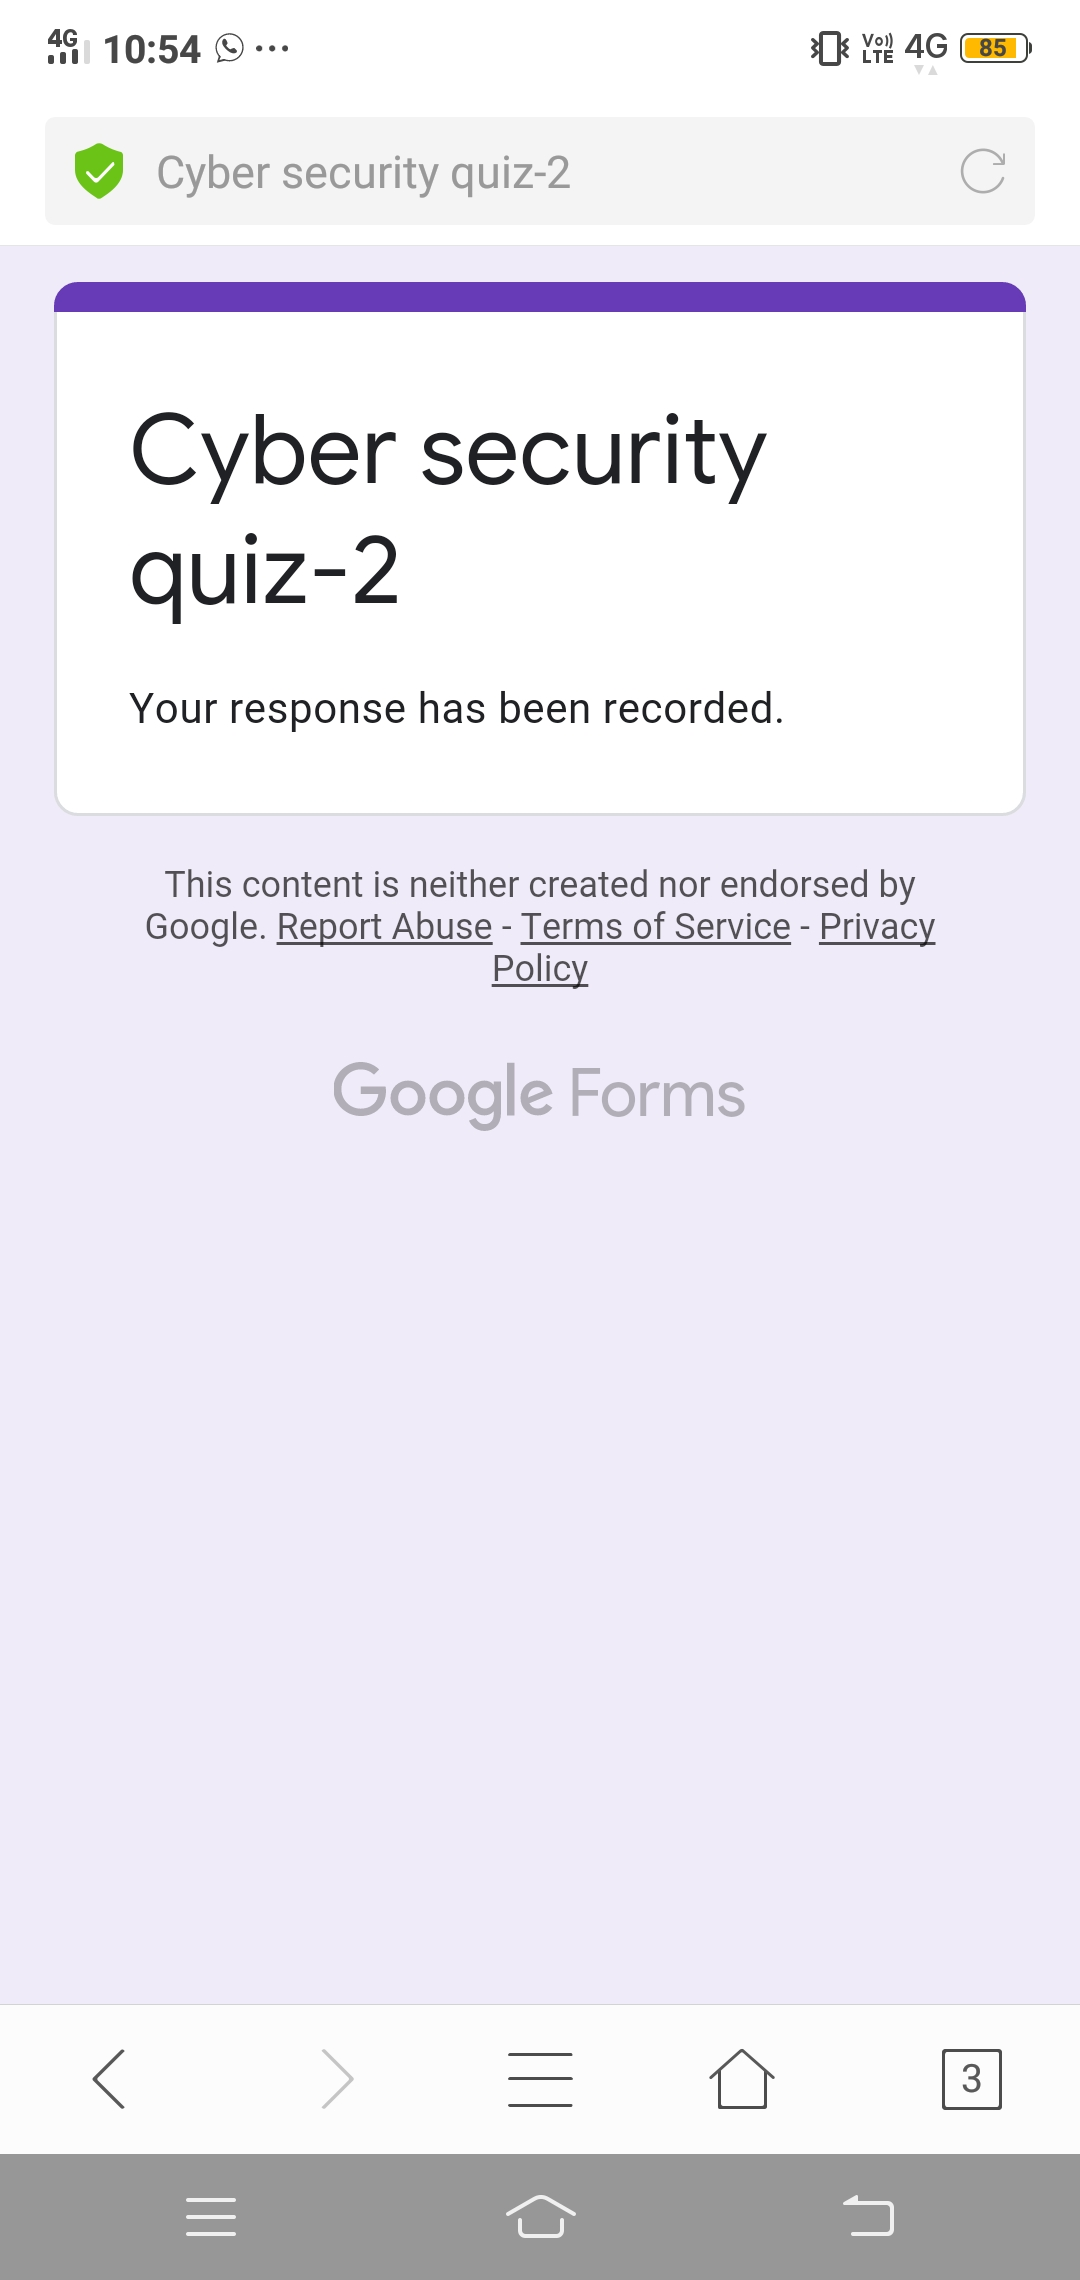 4G 10:54 ... Vo)) LTE 4G 85
Cyber security quiz-2
Cyber security
quiz-2
Your response has been recorded.
This content is neither created nor endorsed by
Google. Report Abuse - Terms of Service - Privacy
Policy
Google Forms
3